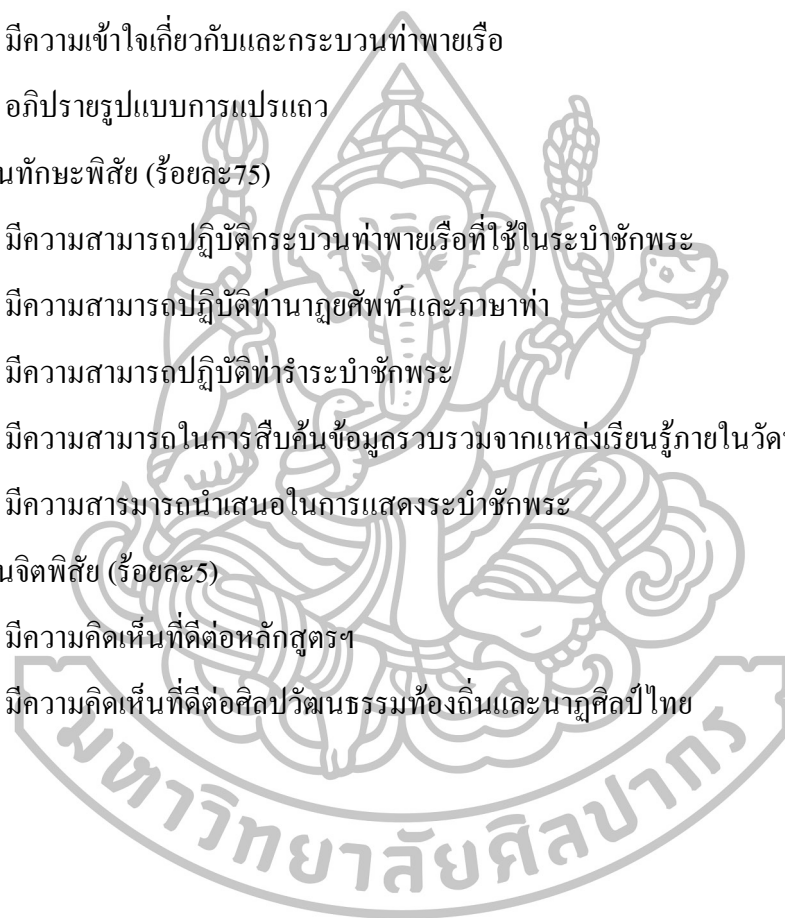 มีความเข้าใจเกี่ยวกับและกระบวนท่าพายเรือ
อภิปรายรูปแบบการแปรแถว
นทักษะพิสัย (ร้อยละ75)
มีความสามารถปฏิบัติกระบวนท่าพายเรือที่ใช้ในระบำชักพระ
มีความสามารถปฏิบัติท่านาฏยศัพท์ และภาษาท่า
มีความสามารถปฏิบัติท่ารำระบำชักพระ
มีความสามารถในการสืบค้นข้อมูลรวบรวมจากแหล่งเรียนรู้ภายในวัด
มีความสารมารถนำเสนอในการแสดงระบำชักพระ
นจิตพิสัย (ร้อยละ5)
มีความคิดเห็นที่ดีต่อหลักสูตรฯ
มีความคิดเห็นที่ดีต่อศิลปวัฒนธรรมท้องถิ่นและนาฏศิลป์ไทย
มหาวิทยาลัยศิลปากร